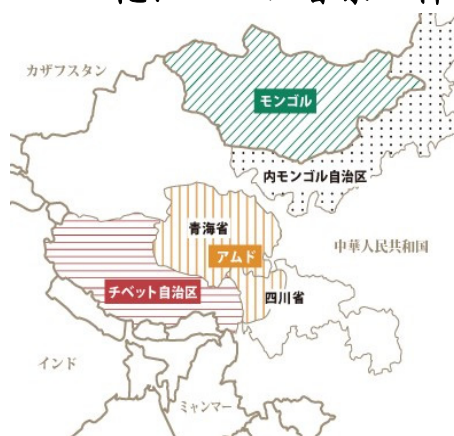 カザフスタン
モンゴル
内モンゴル自治区
青海省
中華人民共和国
アムド
チベット自治区
四川省
インド
ミャンマー